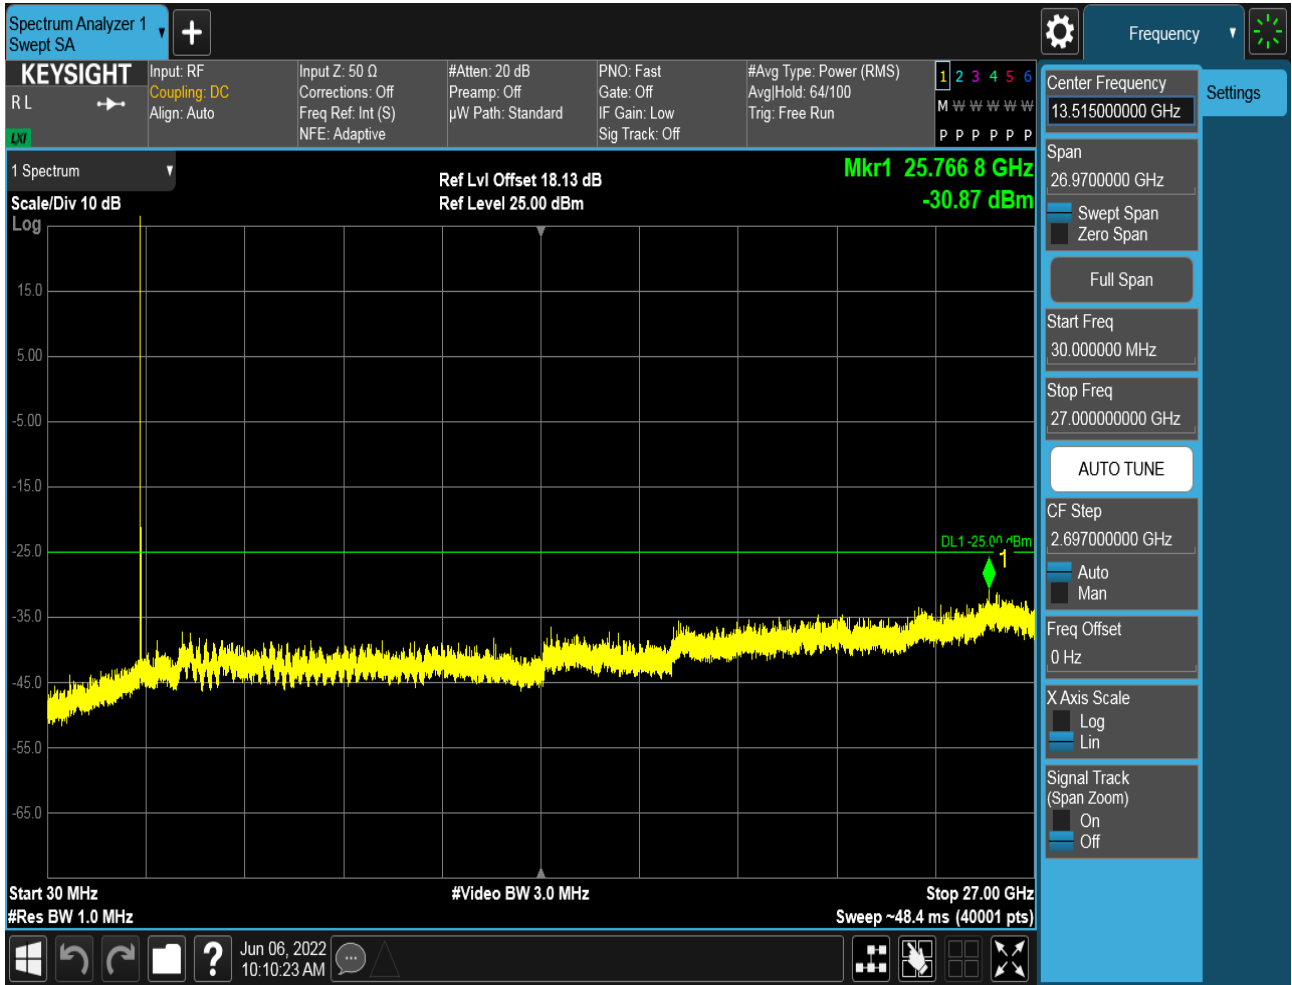 Spectrum Analyzer 1
Swept SA
Frequency
KEYSIGHT
R L
LXI
Input: RF
Coupling: DC
Align: Auto
Input Z: 50 Ω
Corrections: Off
Freq Ref: Int (S)
NFE: Adaptive
#Atten: 20 dB
Preamp: Off
µW Path: Standard
PNO: Fast
Gate: Off
IF Gain: Low
Sig Track: Off
#Avg Type: Power (RMS)
Avg|Hold: 64/100
Trig: Free Run
1 2 3 4 5 6
M W W W W W
P P P P P P
1 Spectrum
Scale/Div 10 dB
Log
Ref Lvl Offset 18.13 dB
Ref Level 25.00 dBm
Mkr1 25.766 8 GHz
-30.87 dBm
15.0
5.00
-5.00
-15.0
-25.0
-35.0
-45.0
-55.0
-65.0
DL1 -25.00 dBm
1
Start 30 MHz
#Res BW 1.0 MHz
#Video BW 3.0 MHz
Stop 27.00 GHz
Sweep ~48.4 ms (40001 pts)
Center Frequency
13.515000000 GHz
Span
26.9700000 GHz
Swept Span
Zero Span
Full Span
Start Freq
30.000000 MHz
Stop Freq
27.000000000 GHz
AUTO TUNE
CF Step
2.697000000 GHz
Auto
Man
Freq Offset
0 Hz
X Axis Scale
Log
Lin
Signal Track
(Span Zoom)
On
Off
Settings
?
Jun 06, 2022
10:10:23 AM